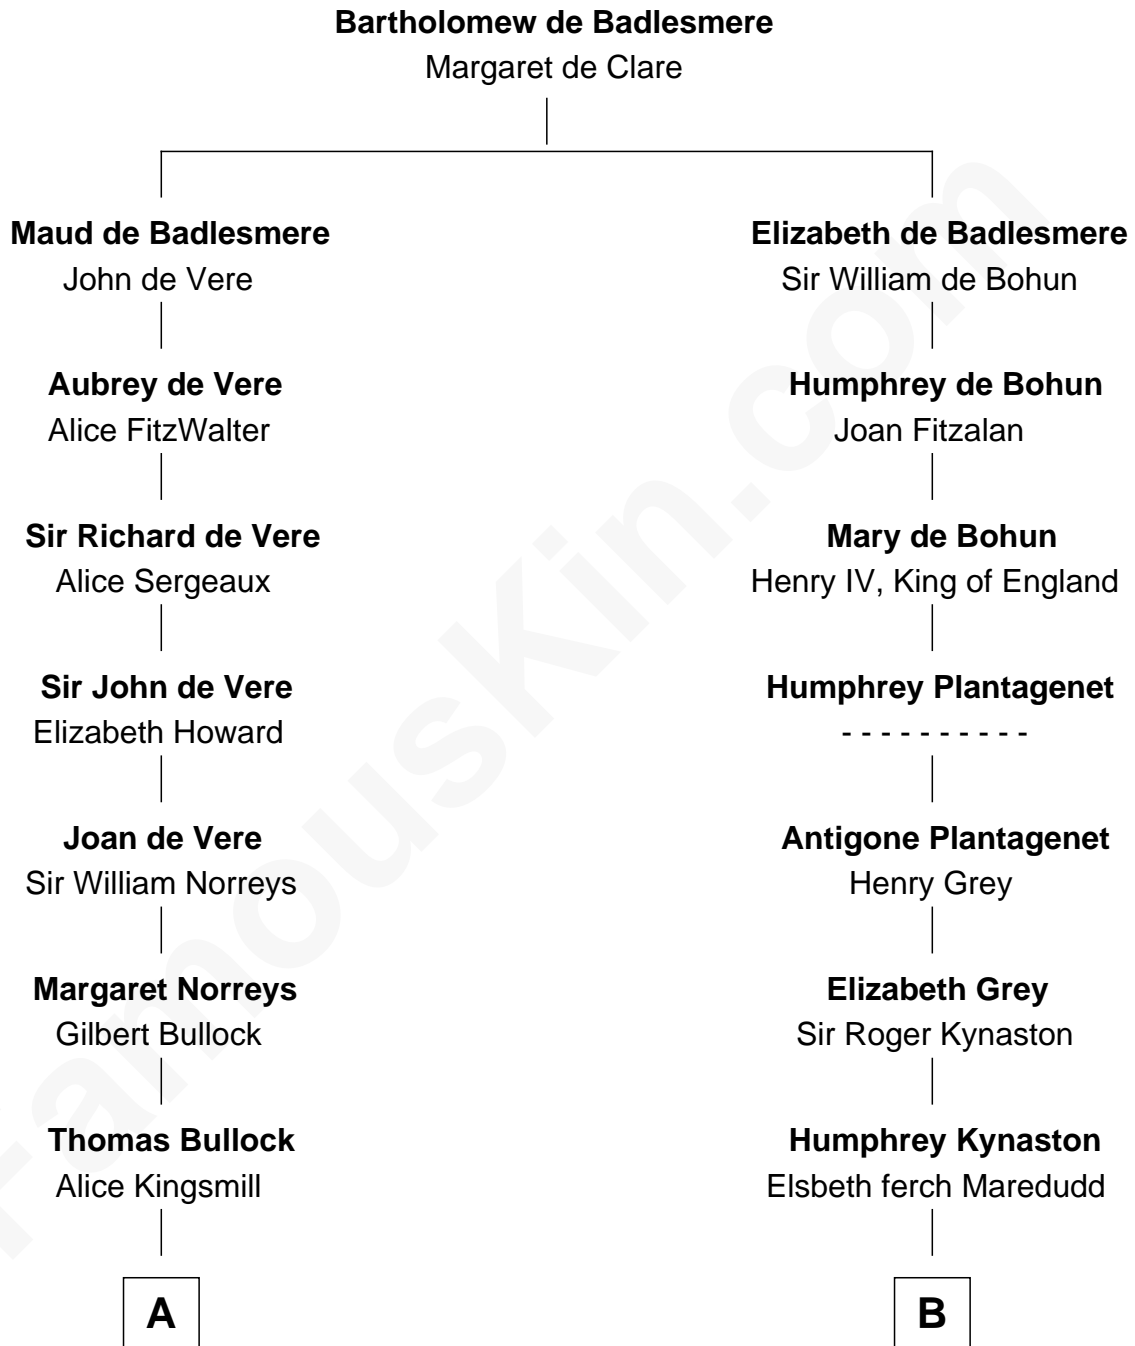 Bartholomew de Badlesmere
Margaret de Clare
Maud de Badlesmere
John de Vere
Aubrey de Vere
Alice FitzWalter
Sir Richard de Vere
Alice Sergeaux
Sir John de Vere
Elizabeth Howard
Joan de Vere
Sir William Norreys
Margaret Norreys
Gilbert Bullock
Thomas Bullock
Alice Kingsmill
A
Elizabeth de Badlesmere
Sir William de Bohun
Humphrey de Bohun
Joan Fitzalan
Mary de Bohun
Henry IV, King of England
Humphrey Plantagenet
- - - - - - - - - -
Antigone Plantagenet
Henry Grey
Elizabeth Grey
Sir Roger Kynaston
Humphrey Kynaston
Elsbeth ferch Maredudd
B
FamousKin.com